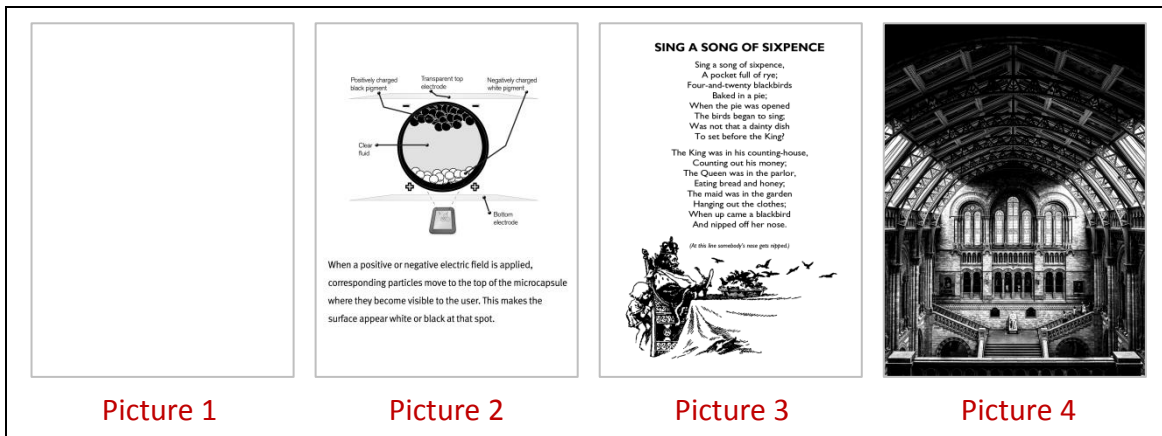 Positively charged
black pigment
Transparent top
electrode
Negatively charged
white pigment
Clear
fluid
Bottom
electrode
When a positive or negative electric field is applied,
corresponding particles move to the top of the microcapsule
where they become visible to the user. This makes the
surface appear white or black at that spot.
SING A SONG OF SIXPENCE
Sing a song of sixpence,
A pocket full of rye;
Four-and-twenty blackbirds
Baked in a pie;
When the pie was opened
The birds began to sing;
Was not that a dainty dish
To set before the King?
The King was in his counting-house,
Counting out his money;
The Queen was in the parlor,
Eating bread and honey;
The maid was in the garden
Hanging out the clothes;
When up came a blackbird
And nipped off her nose.
(At this line somebody's nose gets nipped.)
Picture 1
Picture 2
Picture 3
Picture 4